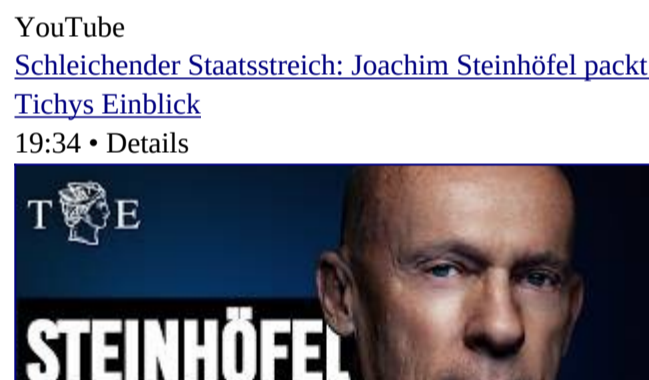 YouTube
Schleichender Staatsstreich: Joachim Steinhöfel packt
Tichys Einblick
19:34 • Details
T E
STEINHÖFEL